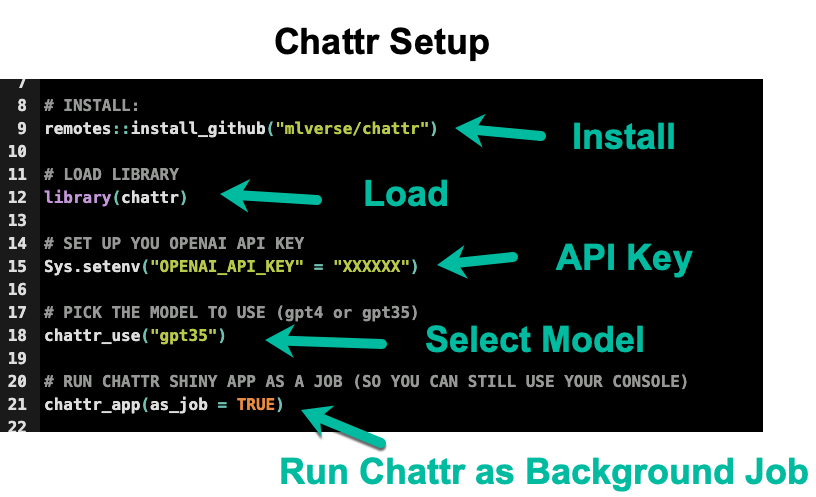 Chattr Setup
7
8 # INSTALL:
9 remotes::install_github("mlverse/chattr")
Install
10
11 # LOAD LIBRARY
12 library(chattr)
Load
13
14 # SET UP YOU OPENAI API KEY
15 Sys.setenv("OPENAI_API_KEY" = "XXXXXX")
API Key
16
17 # PICK THE MODEL TO USE (gpt4 or gpt35)
18 chattr_use("gpt35")
Select Model
19
20 # RUN CHATTR SHINY APP AS A JOB (SO YOU CAN STILL USE YOUR CONSOLE)
21 chattr_app(as_job = TRUE)
22
Run Chattr as Background Job